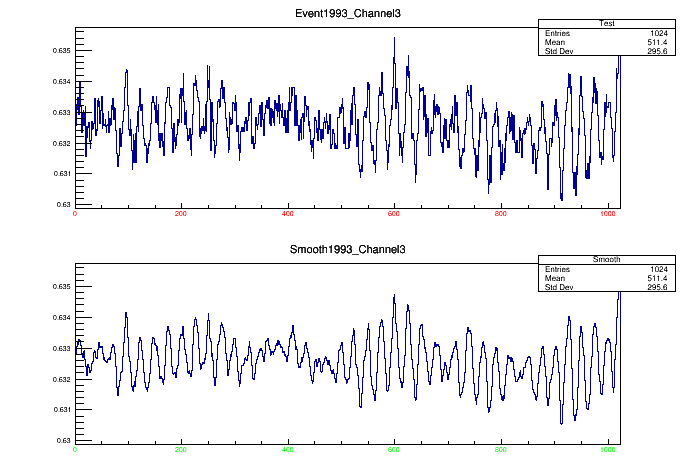 Event1993_Channel3
Test
Entries 1024
Mean 511.4
Std Dev 295.6
0.635
0.634
0.633
0.632
0.631
0.63
0 200 400 600 800 1000
Smooth1993_Channel3
Smooth
Entries 1024
Mean 511.4
Std Dev 295.6
0.635
0.634
0.633
0.632
0.631
0.63
0 200 400 600 800 1000